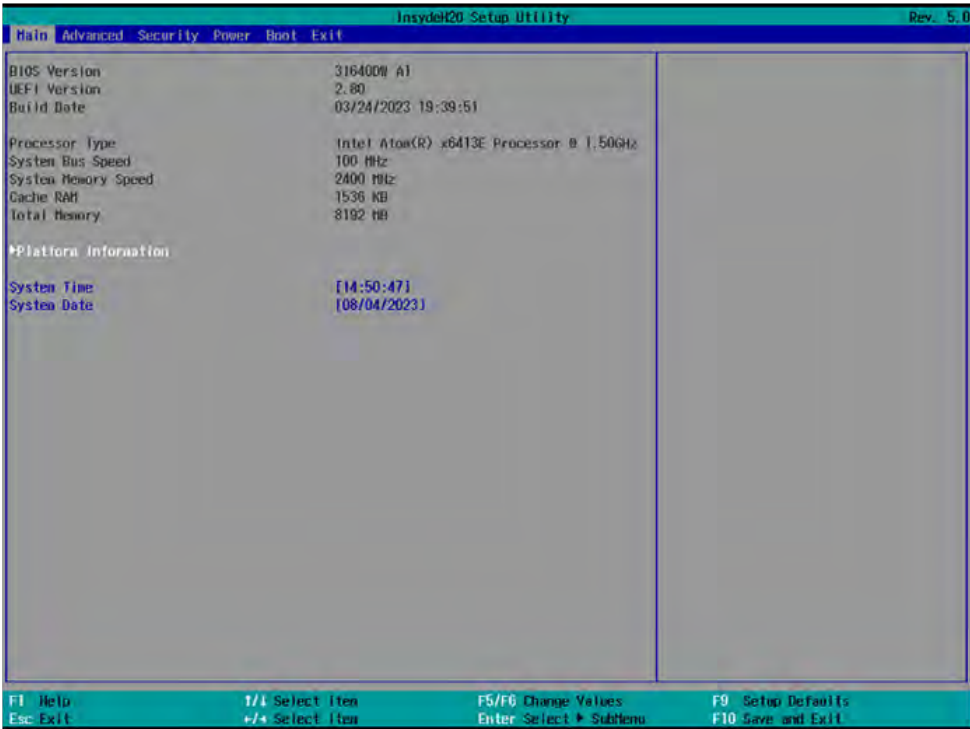 InsydeH2O Setup Utility Rev. 5.0
Main Advanced Security Power Boot Exit
BIOS Version 31640DW A1
UEFI Version 2.80
Build Date 03/24/2023 19:39:51
Processor Type Intel Atom(R) x6413E Processor @ 1.50GHz
System Bus Speed 100 MHz
System Memory Speed 2400 MHz
Cache RAM 1536 KB
Total Memory 8192 MB
▶Platform Information
System Time [14:50:47]
System Date [08/04/2023]
F1 Help ↑/↓ Select Item F5/F6 Change Values F9 Setup Defaults
Esc Exit ←/→ Select Item Enter Select ▶ SubMenu F10 Save and Exit